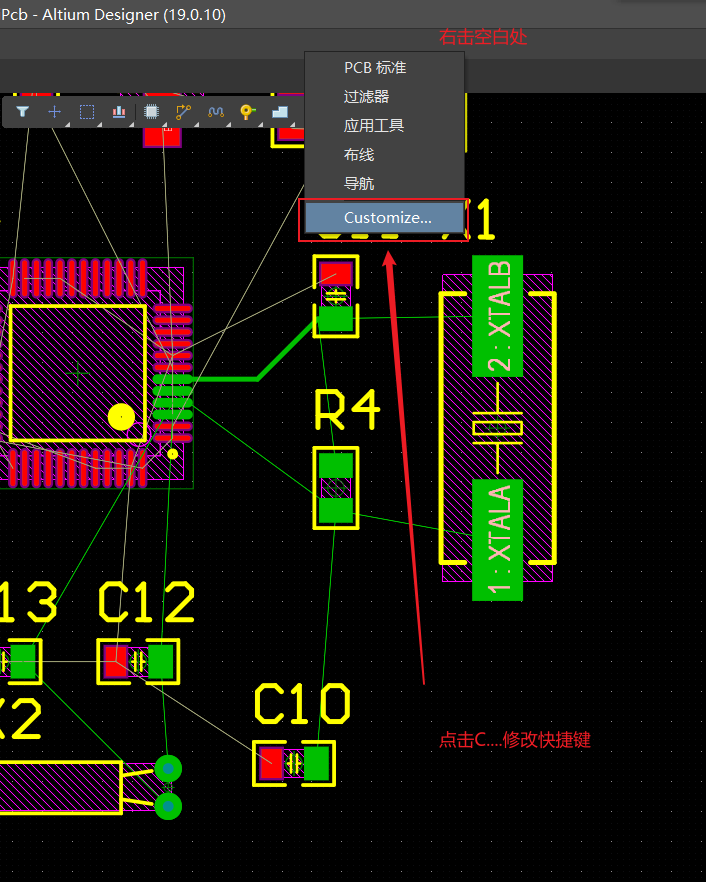 Pcb - Altium Designer (19.0.10)
右击空白处
PCB 标准
过滤器
应用工具
布线
导航
Customize...
1
2 : XTALB
R4
1 : XTALA
13
C12
C10
X2
点击C....修改快捷键